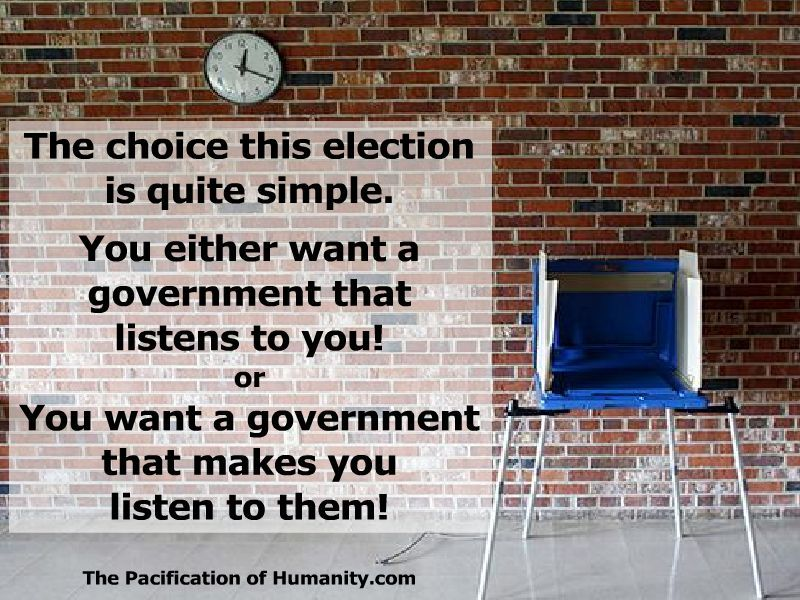 The choice this election
is quite simple.
You either want a
government that
listens to you!
or
You want a government
that makes you
listen to them!
The Pacification of Humanity.com